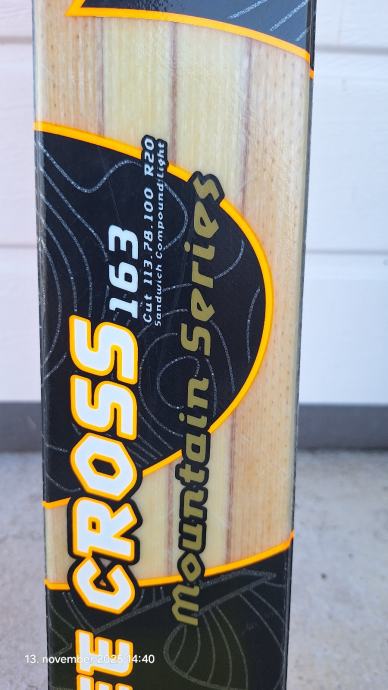 CROSS 163
Cut 113.78.100 R20
Sandwich Compound Light
Mountain Series
13. november 2025 14:40